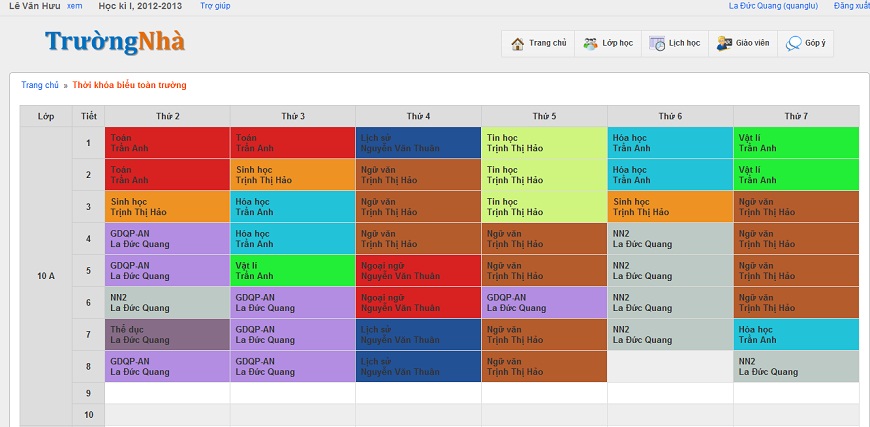 Lê Văn Hưu xem Học kì I, 2012-2013 Trợ giúp La Đức Quang (quanglu) Đăng xuất
TrườngNhà
Trang chủ Lớp học Lịch học Giáo viên Góp ý
Trang chủ » Thời khóa biểu toàn trường
Lớp Tiết Thứ 2 Thứ 3 Thứ 4 Thứ 5 Thứ 6 Thứ 7
1 Toán Toán Lịch sử Tin học Hóa học Vật lí
Trần Anh Trần Anh Nguyễn Văn Thuân Trịnh Thị Hảo Trần Anh Trần Anh
2 Toán Sinh học Ngữ văn Tin học Hóa học Vật lí
Trần Anh Trịnh Thị Hảo Trịnh Thị Hảo Trịnh Thị Hảo Trần Anh Trần Anh
3 Sinh học Hóa học Ngữ văn Tin học Sinh học Ngữ văn
Trịnh Thị Hảo Trần Anh Trịnh Thị Hảo Trịnh Thị Hảo Trịnh Thị Hảo Trịnh Thị Hảo
4 GDQP-AN Hóa học Ngữ văn Ngữ văn NN2 Ngữ văn
La Đức Quang Trần Anh Trịnh Thị Hảo Trịnh Thị Hảo La Đức Quang Trịnh Thị Hảo
10 A
5 GDQP-AN Vật lí Ngoại ngữ Ngữ văn NN2 Ngữ văn
La Đức Quang Trần Anh Nguyễn Văn Thuân Trịnh Thị Hảo La Đức Quang Trịnh Thị Hảo
6 NN2 GDQP-AN Ngoại ngữ GDQP-AN NN2 Ngữ văn
La Đức Quang La Đức Quang Nguyễn Văn Thuân La Đức Quang La Đức Quang Trịnh Thị Hảo
7 Thể dục GDQP-AN Lịch sử Ngữ văn NN2 Hóa học
La Đức Quang La Đức Quang Nguyễn Văn Thuân Trịnh Thị Hảo La Đức Quang Trần Anh
8 GDQP-AN GDQP-AN Lịch sử Ngữ văn NN2
La Đức Quang La Đức Quang Nguyễn Văn Thuân Trịnh Thị Hảo La Đức Quang
9
10